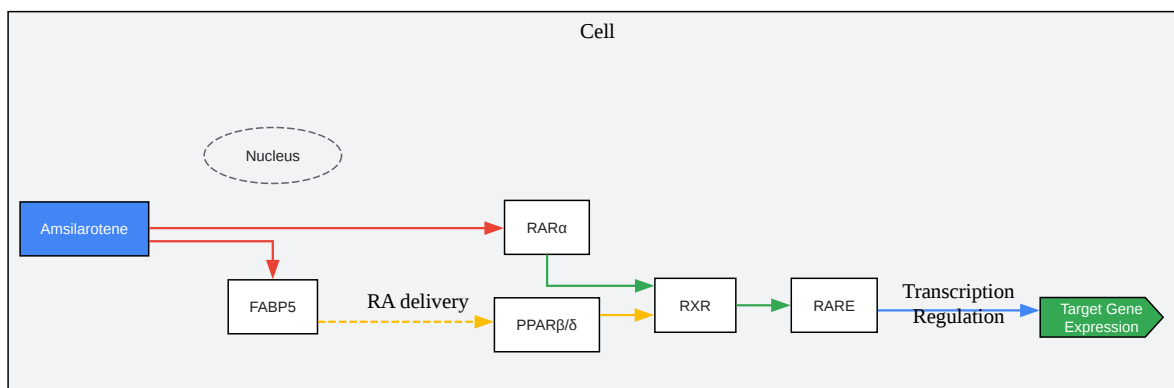 Cell
Nucleus
Amsilarotene
RARα
FABP5
RA delivery
PPARβ/δ
RXR
RARE
Transcription
Regulation
Target Gene
Expression